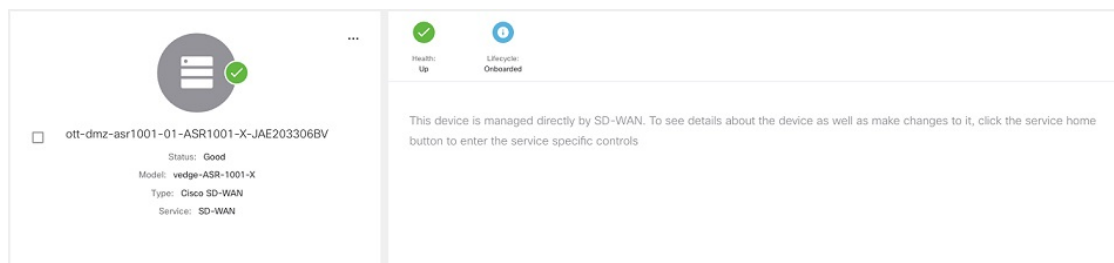 ...
ott-dmz-asr1001-01-ASR1001-X-JAE203306BV
Status: Good
Model: vedge-ASR-1001-X
Type: Cisco SD-WAN
Service: SD-WAN
Health:
Up
Lifecycle:
Onboarded
This device is managed directly by SD-WAN. To see details about the device as well as make changes to it, click the service home
button to enter the service specific controls